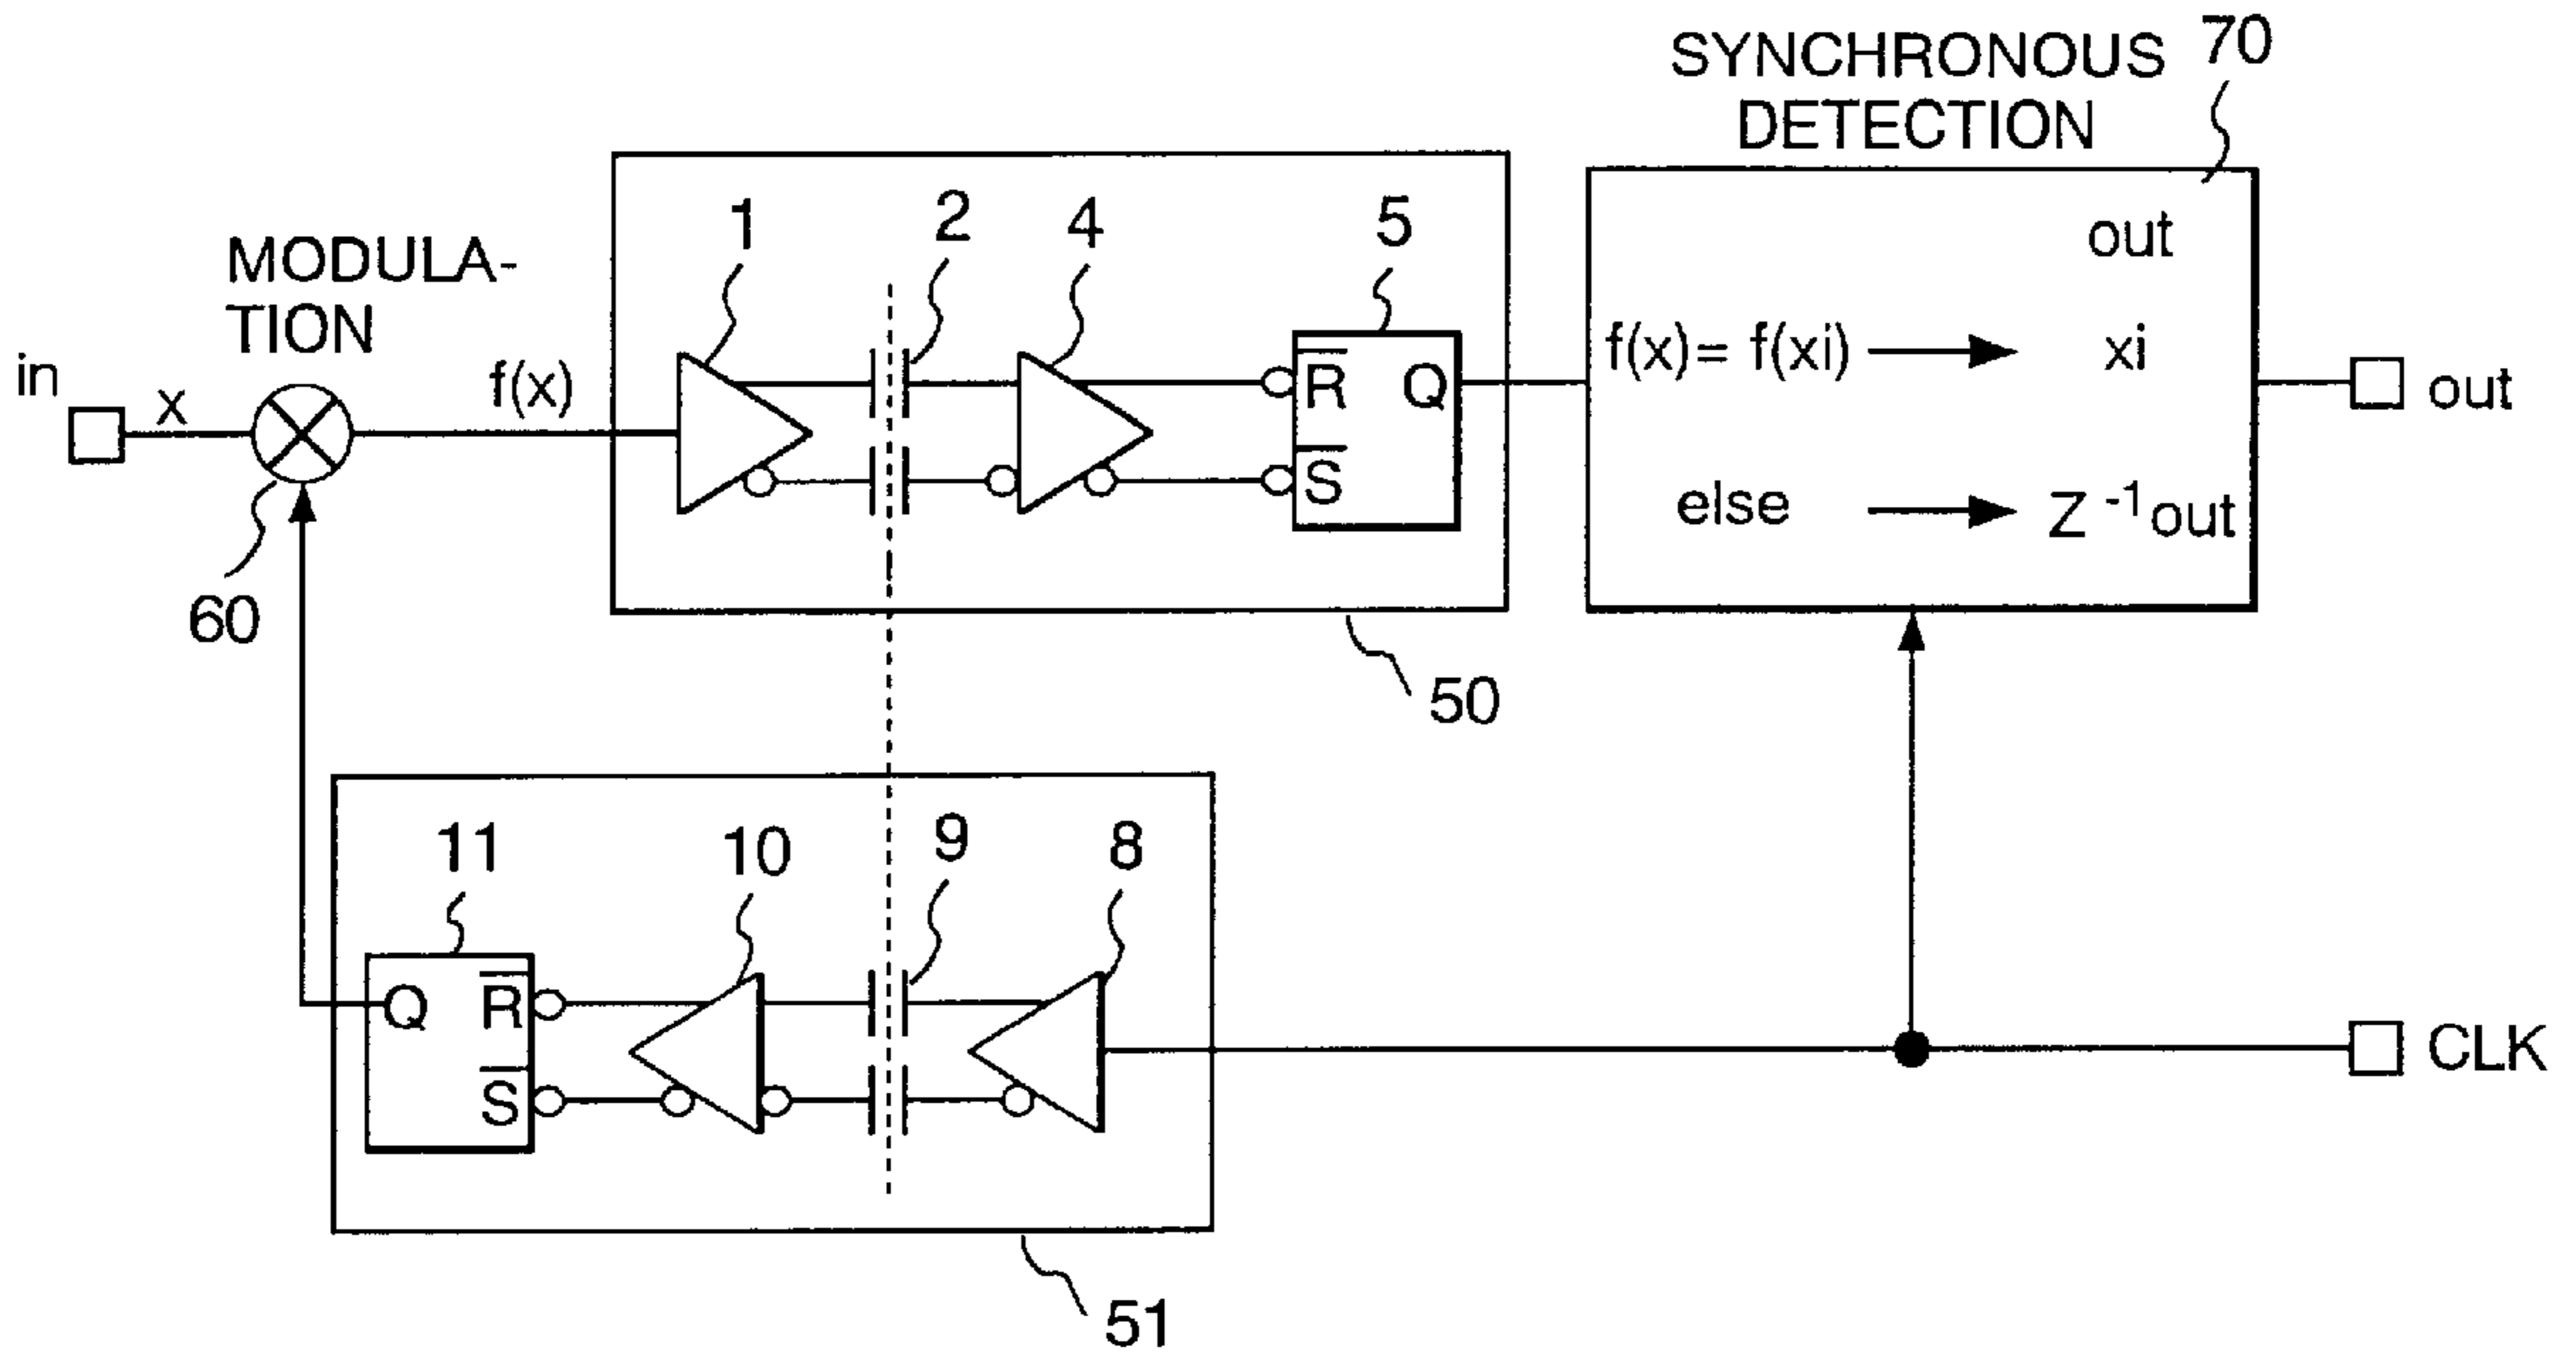 SYNCHRONOUS 70
DETECTION
MODULA-
TION
in
x
f(x)
60
1
2
4
5
R̅ Q
S̅
50
out
f(x)= f(xi) xi
else Z⁻¹out
out
11
10
9
8
Q R̅
S̅
51
CLK